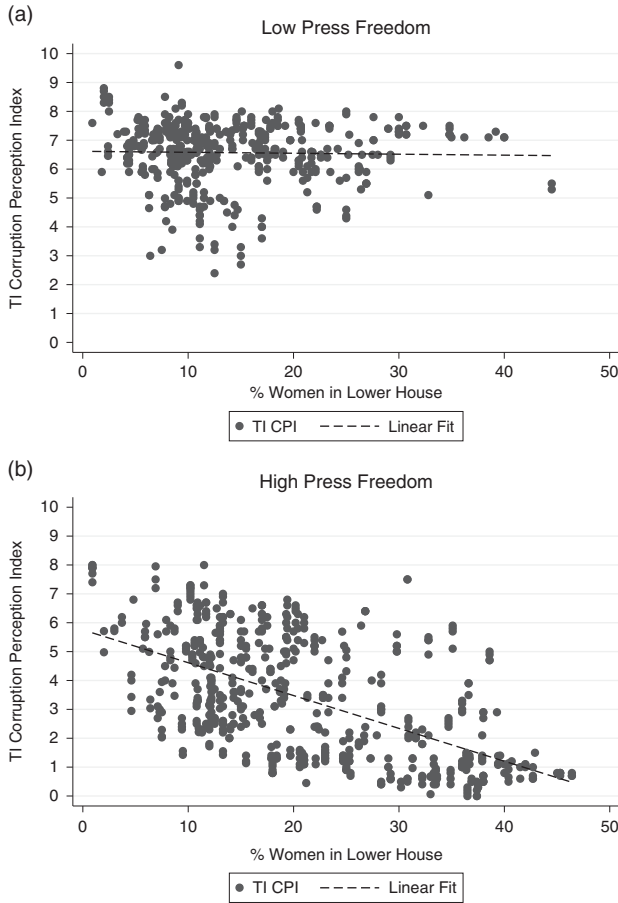 (a)
Low Press Freedom
TI Corruption Perception Index
10
9
8
7
6
5
4
3
2
1
0
0 10 20 30 40 50
% Women in Lower House
TI CPI Linear Fit
(b)
High Press Freedom
TI Corruption Perception Index
10
9
8
7
6
5
4
3
2
1
0
0 10 20 30 40 50
% Women in Lower House
TI CPI Linear Fit